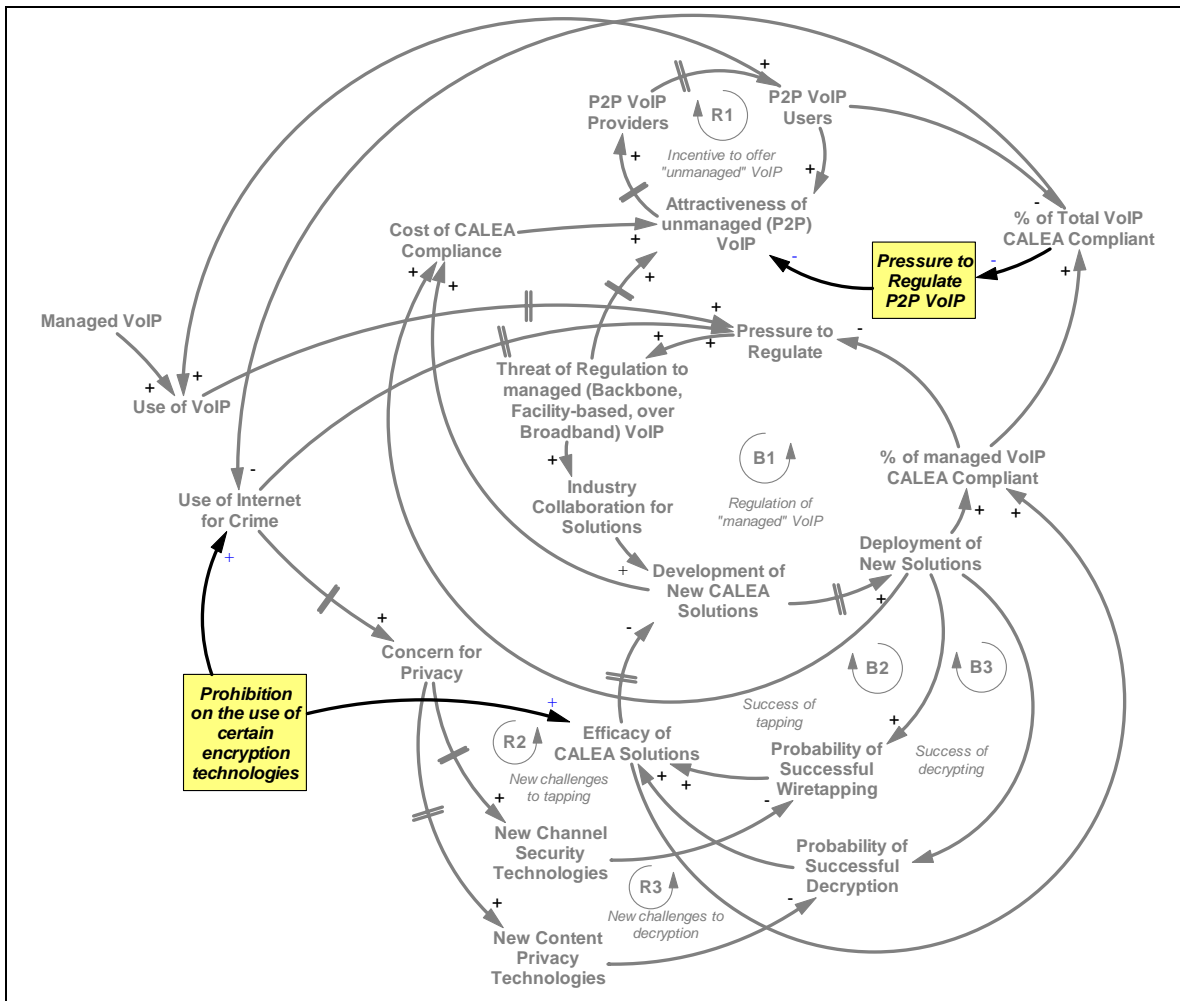 P2P VoIP
Providers
+
R1
P2P VoIP
Users
Incentive to offer
"unmanaged" VoIP
+
+
Attractiveness of
unmanaged (P2P)
VoIP
+
+
-
Cost of CALEA
Compliance
+
+
-
% of Total VoIP
CALEA Compliant
-
+
Pressure to
Regulate
P2P VoIP
Managed VoIP
+
+
Use of VoIP
+
+
Pressure to
Regulate
-
+
+
Threat of Regulation to
managed (Backbone,
Facility-based, over
Broadband) VoIP
+
B1
Regulation of
"managed" VoIP
% of managed VoIP
CALEA Compliant
+
+
-
Use of Internet
for Crime
+
Industry
Collaboration for
Solutions
+
Development of
New CALEA
Solutions
-
Deployment of
New Solutions
+
+
Concern for
Privacy
B2
B3
Success of
tapping
Prohibition
on the use of
certain
encryption
technologies
+
R2
New challenges
to tapping
Efficacy of
CALEA Solutions
+
+
+
Probability of
Successful
Wiretapping
-
Success of
decrypting
+
New Channel
Security
Technologies
Probability of
Successful
Decryption
-
R3
New challenges to
decryption
+
New Content
Privacy
Technologies